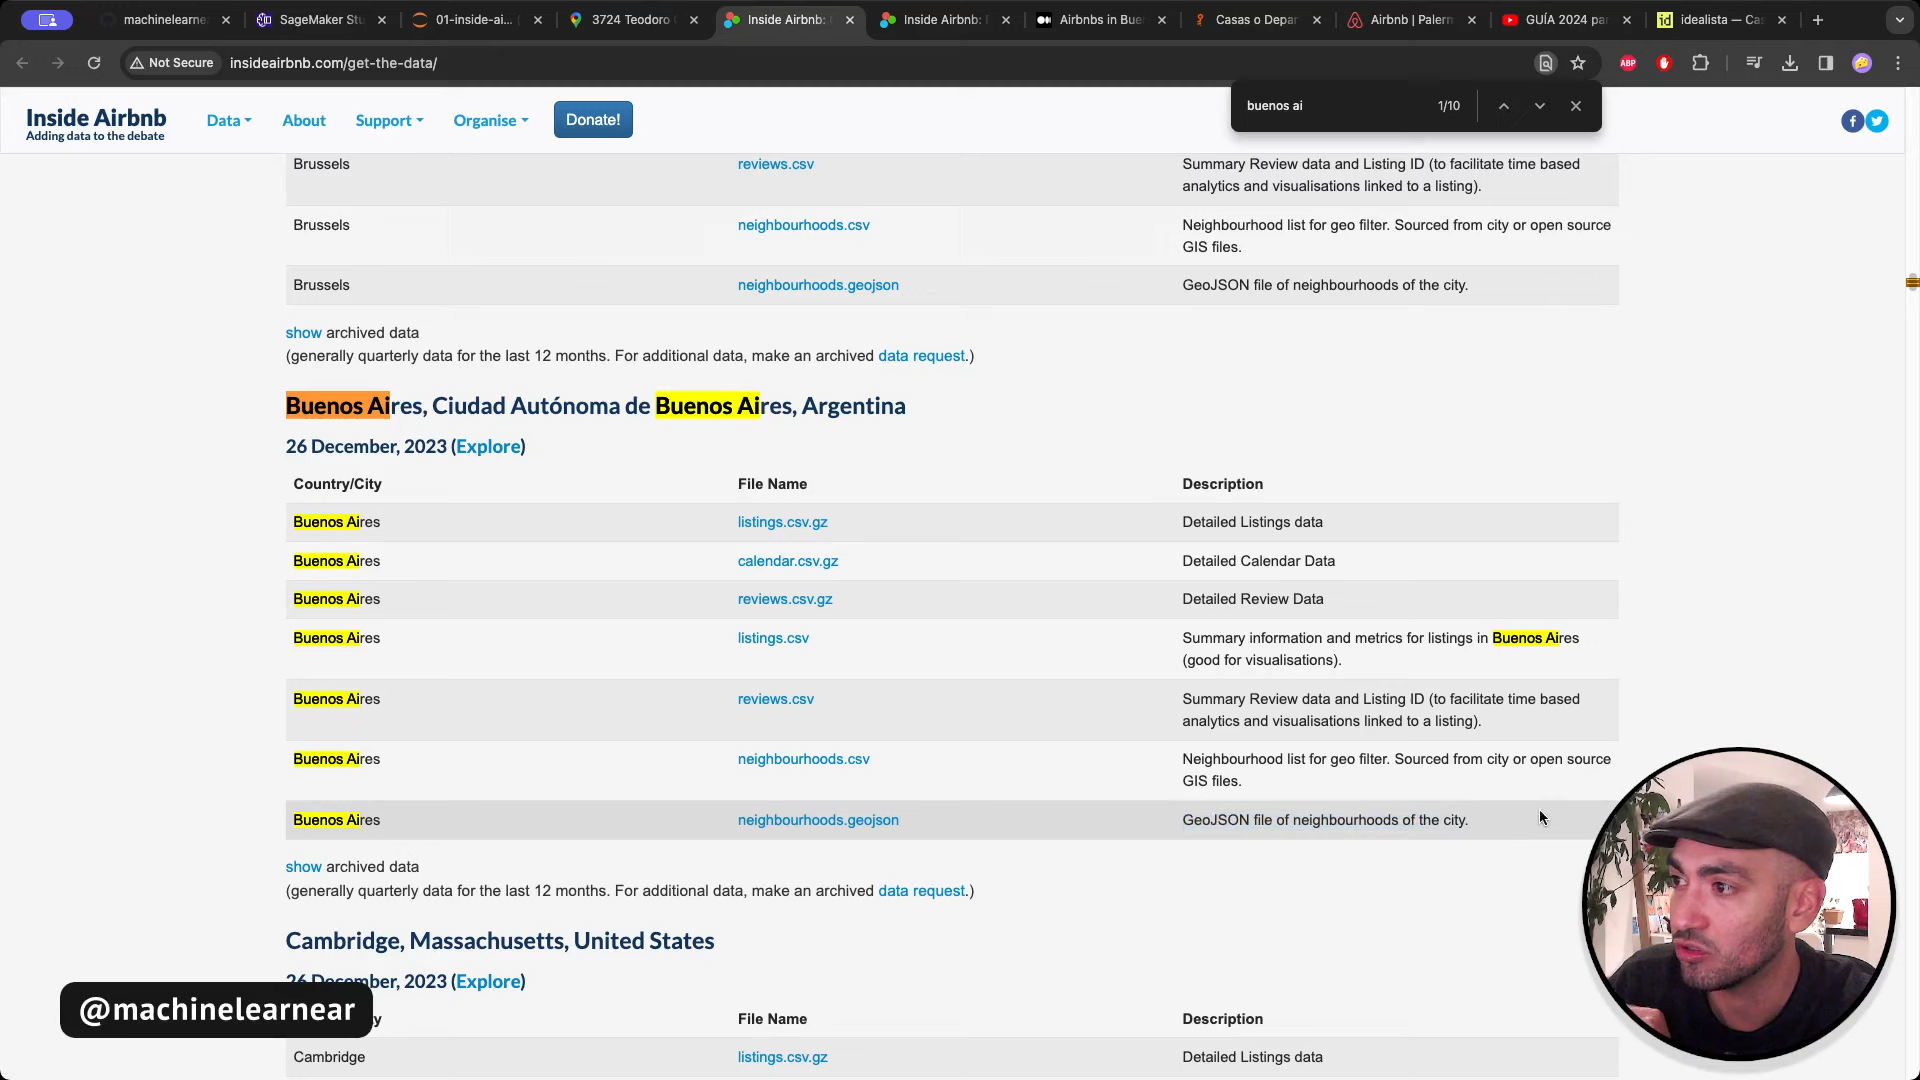 machinelearne
SageMaker Stu
01-inside-ai...
3724 Teodoro
Inside Airbnb:
Inside Airbnb:
Airbnbs in Bue
Casas o Depar
Airbnb | Palerm
GUÍA 2024 pa
idealista — Cas
Not Secure
insideairbnb.com/get-the-data/
ABP
buenos ai
1/10
Inside Airbnb
Adding data to the debate
Data
About
Support
Organise
Donate!
Brussels reviews.csv Summary Review data and Listing ID (to facilitate time based
analytics and visualisations linked to a listing).
Brussels neighbourhoods.csv Neighbourhood list for geo filter. Sourced from city or open source
GIS files.
Brussels neighbourhoods.geojson GeoJSON file of neighbourhoods of the city.
show archived data
(generally quarterly data for the last 12 months. For additional data, make an archived data request.)
Buenos Aires, Ciudad Autónoma de Buenos Aires, Argentina
26 December, 2023 (Explore)
Country/City File Name Description
Buenos Aires listings.csv.gz Detailed Listings data
Buenos Aires calendar.csv.gz Detailed Calendar Data
Buenos Aires reviews.csv.gz Detailed Review Data
Buenos Aires listings.csv Summary information and metrics for listings in Buenos Aires
(good for visualisations).
Buenos Aires reviews.csv Summary Review data and Listing ID (to facilitate time based
analytics and visualisations linked to a listing).
Buenos Aires neighbourhoods.csv Neighbourhood list for geo filter. Sourced from city or open source
GIS files.
Buenos Aires neighbourhoods.geojson GeoJSON file of neighbourhoods of the city.
show archived data
(generally quarterly data for the last 12 months. For additional data, make an archived data request.)
Cambridge, Massachusetts, United States
26 December, 2023 (Explore)
@machinelearnear
y File Name Description
Cambridge listings.csv.gz Detailed Listings data